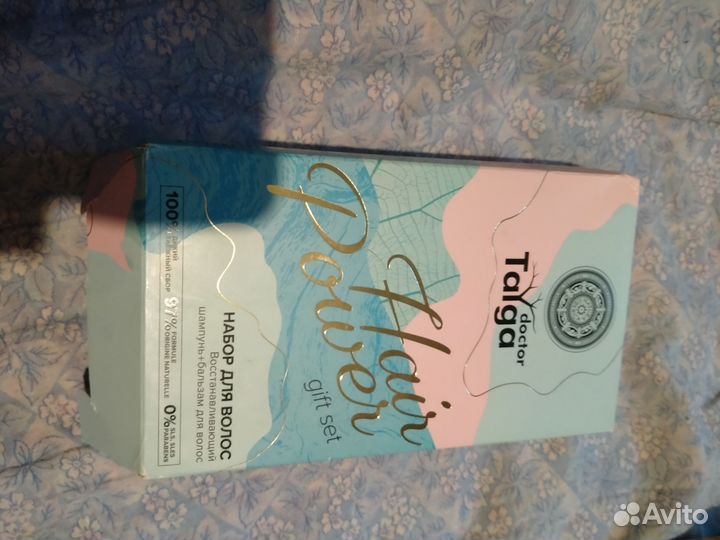 doctor
Taiga
Hair
Power
gift set
НАБОР ДЛЯ ВОЛОС
Восстанавливающий
шампунь+бальзам для волос
100%
СБОР
97% FORMULE
D'ORIGINE NATURELLE
0% SLS, SLES
PARABENS
Avito